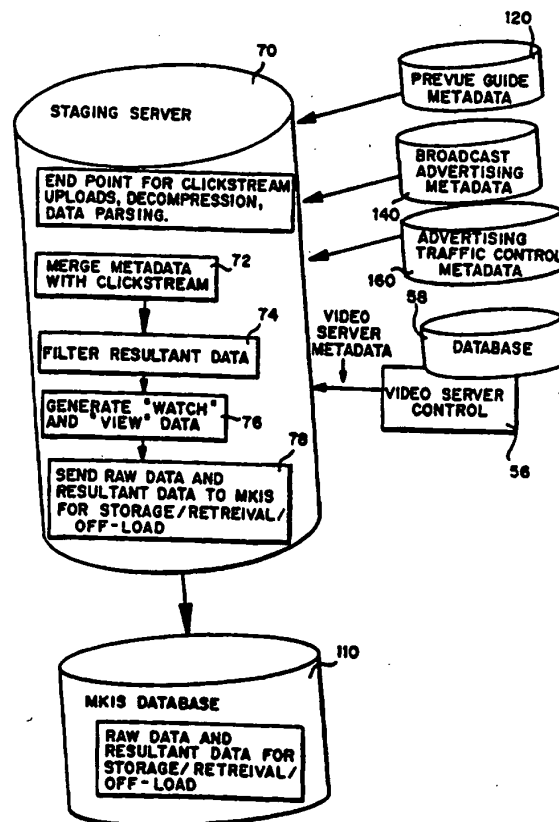 70
STAGING SERVER
END POINT FOR CLICKSTREAM
UPLOADS, DECOMPRESSION,
DATA PARSING.
72
MERGE METADATA
WITH CLICKSTREAM
74
FILTER RESULTANT DATA
GENERATE "WATCH"
AND "VIEW" DATA
76
78
SEND RAW DATA AND
RESULTANT DATA TO MKIS
FOR STORAGE/RETREIVAL/
OFF-LOAD
120
PREVUE GUIDE
METADATA
BROADCAST
ADVERTISING
METADATA
140
ADVERTISING
TRAFFIC CONTROL
METADATA
160
58
DATABASE
VIDEO
SERVER
METADATA
VIDEO SERVER
CONTROL
56
110
MKIS DATABASE
RAW DATA AND
RESULTANT DATA FOR
STORAGE/RETREIVAL/
OFF-LOAD